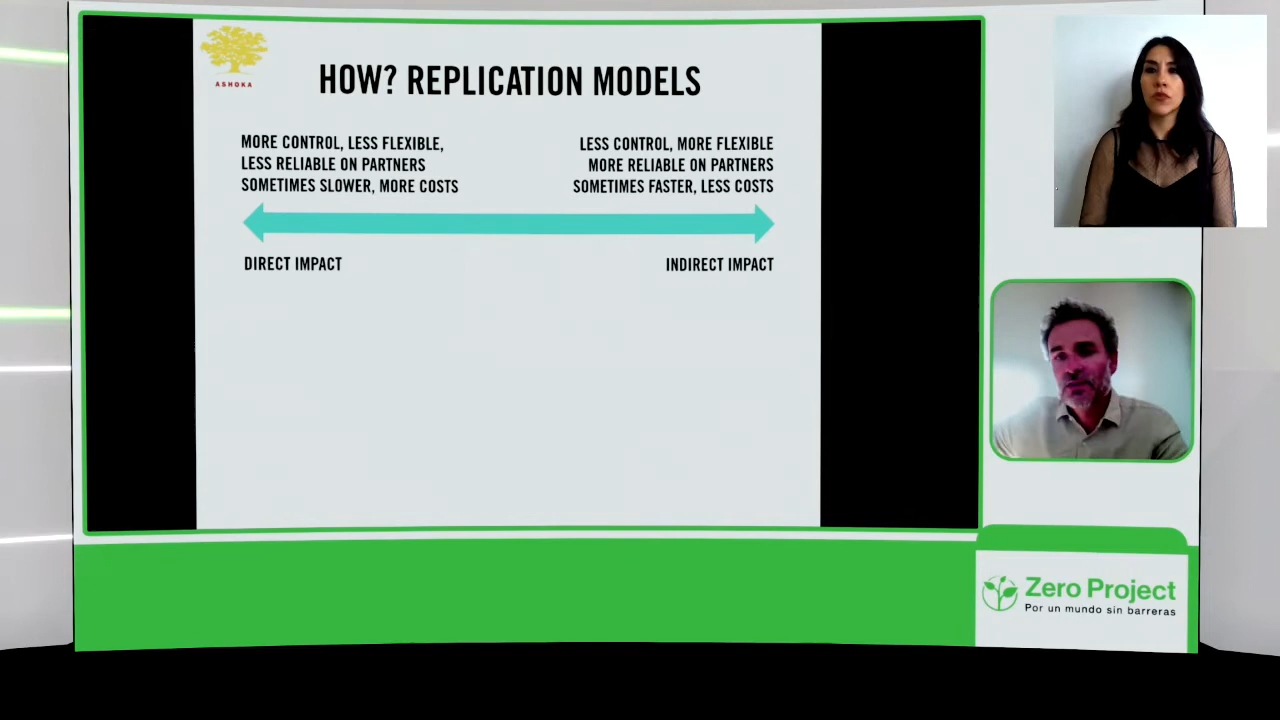 ASHOKA
HOW? REPLICATION MODELS
MORE CONTROL, LESS FLEXIBLE,
LESS RELIABLE ON PARTNERS
SOMETIMES SLOWER, MORE COSTS
LESS CONTROL, MORE FLEXIBLE
MORE RELIABLE ON PARTNERS
SOMETIMES FASTER, LESS COSTS
DIRECT IMPACT
INDIRECT IMPACT
Zero Project
Por un mundo sin barreras